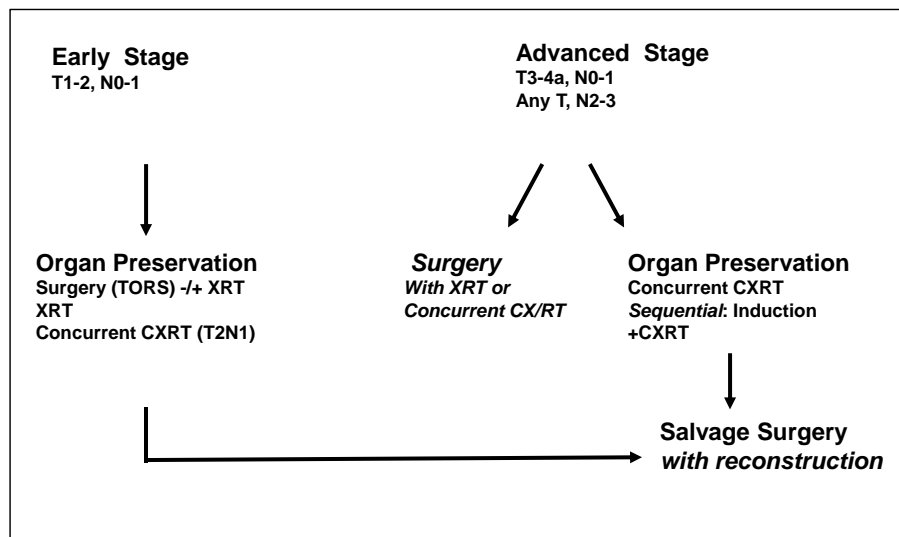 Early Stage
T1-2, N0-1
Advanced Stage
T3-4a, N0-1
Any T, N2-3
Organ Preservation
Surgery (TORS) -/+ XRT
XRT
Concurrent CXRT (T2N1)
Surgery
With XRT or
Concurrent CX/RT
Organ Preservation
Concurrent CXRT
Sequential: Induction
+CXRT
Salvage Surgery
with reconstruction